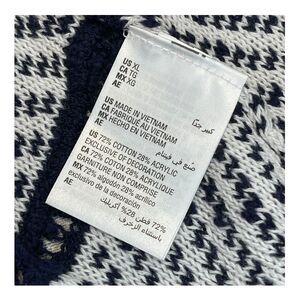 US XL
CA TG
MX XG
AE كبير جدًا
US MADE IN VIETNAM
CA FABRIQUÉ AU VIETNAM
MX HECHO EN VIETNAM
AE صنع في فيتنام
US 72% COTTON 28% ACRYLIC
EXCLUSIVE OF DECORATION
CA 72% COTON 28% ACRYLIQUE
GARNITURE NON COMPRISE
MX 72% algodón 28% acrílico
exclusivo de la decoración
AE 72% قطن 28% أكريليك
باستثناء الزخرف